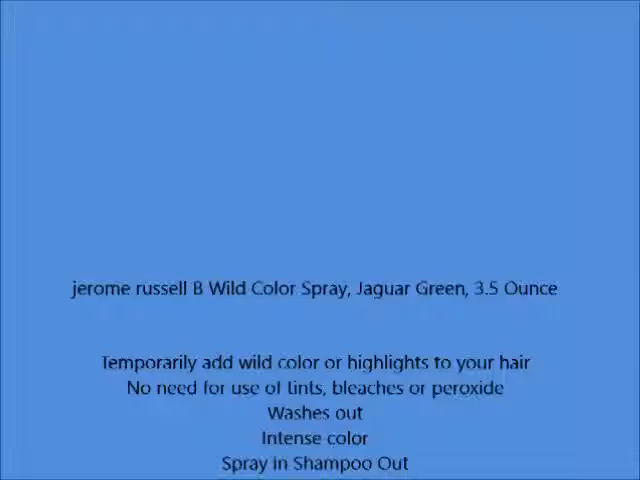 jerome russell B Wild Color Spray, Jaguar Green, 3.5 Ounce
Temporarily add wild color or highlights to your hair
No need for use of tints, bleaches or peroxide
Washes out
Intense color
Spray in Shampoo Out